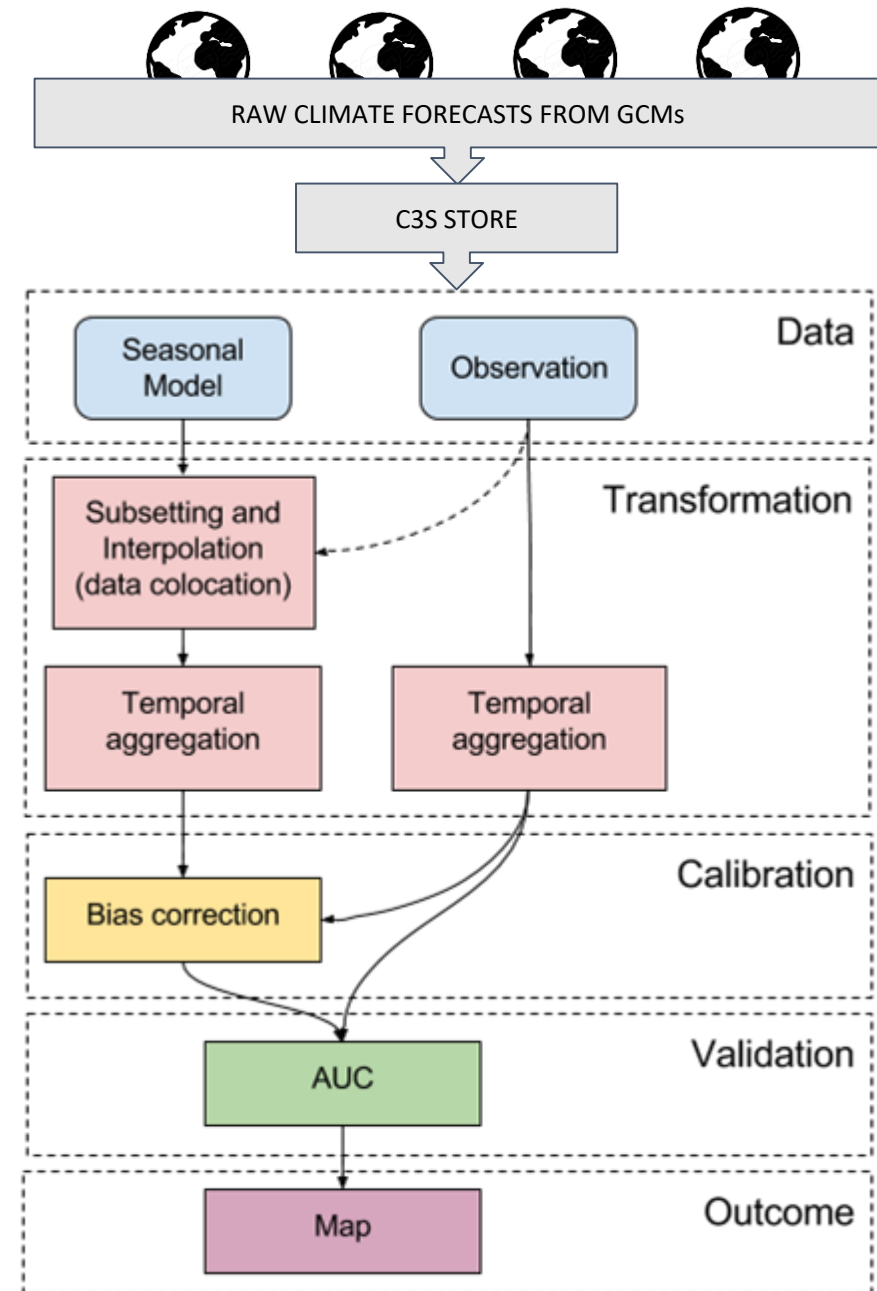 RAW CLIMATE FORECASTS FROM GCMs
C3S STORE
Data
Seasonal
Model
Observation
Transformation
Subsetting and
Interpolation
(data colocation)
Temporal
aggregation
Temporal
aggregation
Calibration
Bias correction
Validation
AUC
Outcome
Map